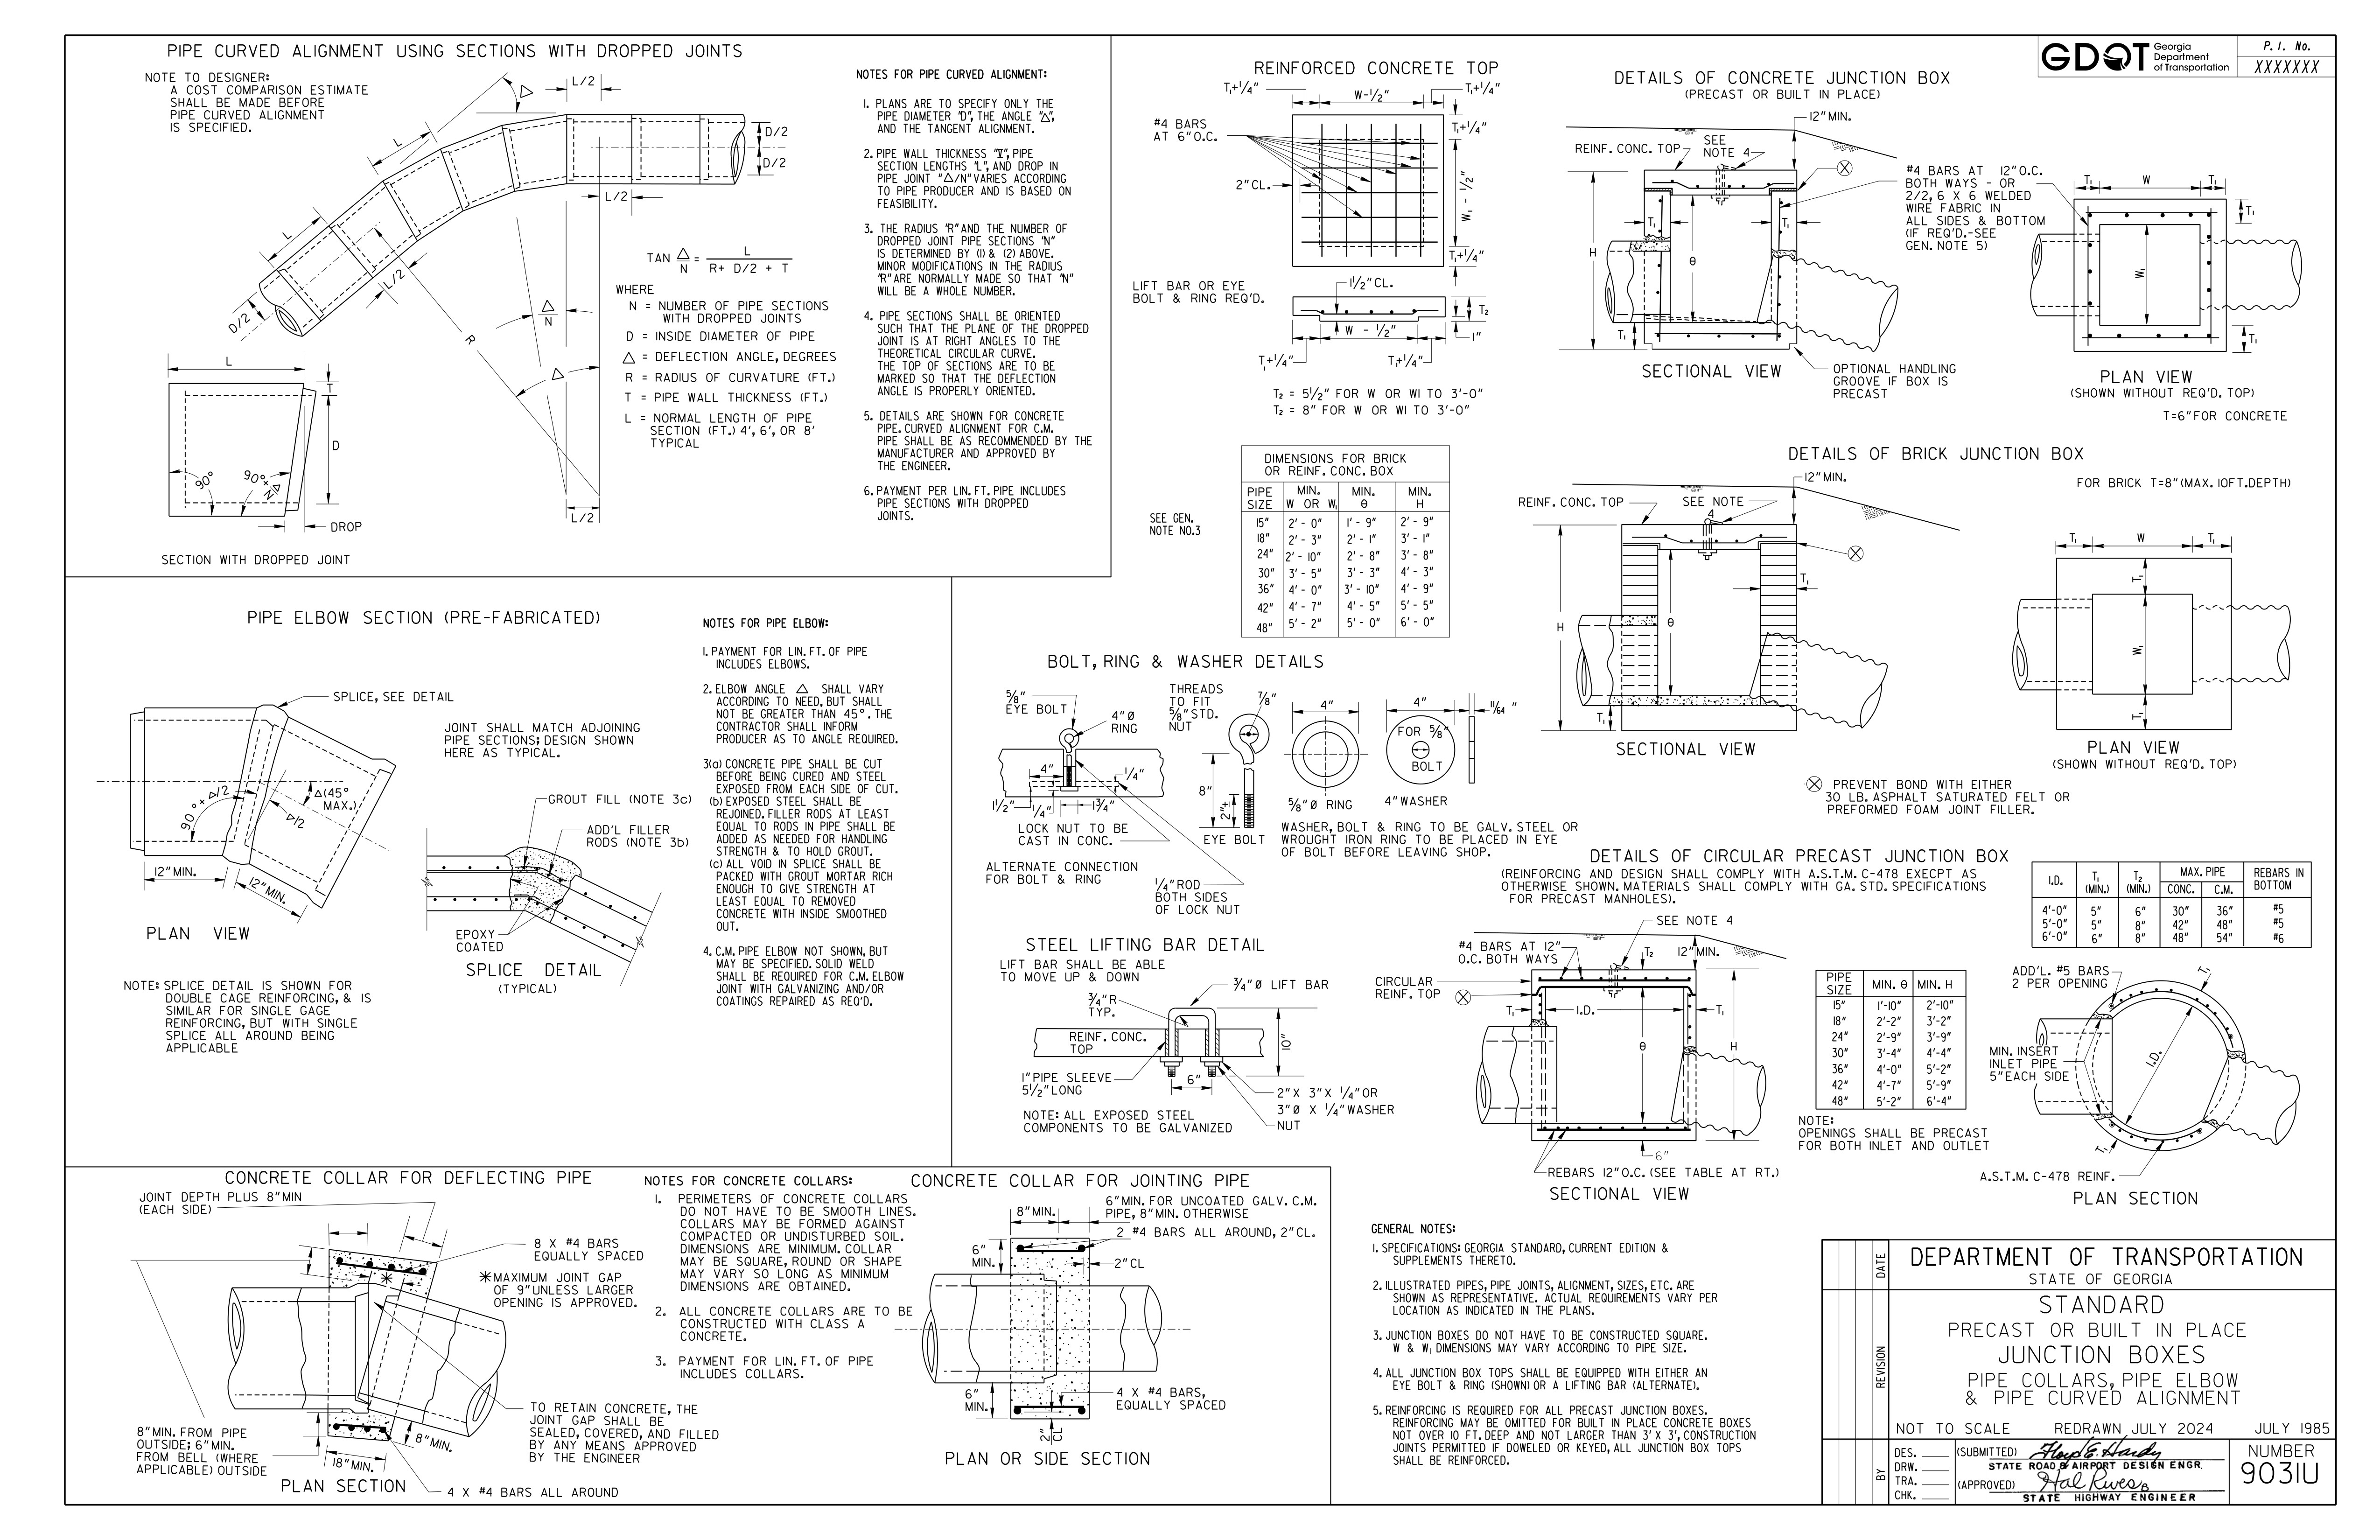 PIPE CURVED ALIGNMENT USING SECTIONS WITH DROPPED JOINTS
NOTE TO DESIGNER:
A COST COMPARISON ESTIMATE
SHALL BE MADE BEFORE
PIPE CURVED ALIGNMENT
IS SPECIFIED.
L/2
△
D/2
D/2
L
L
L/2
L/2
D/2
R
△
N
△
L/2
TAN △/N = L / R+ D/2 + T
WHERE
N = NUMBER OF PIPE SECTIONS
WITH DROPPED JOINTS
D = INSIDE DIAMETER OF PIPE
△ = DEFLECTION ANGLE, DEGREES
R = RADIUS OF CURVATURE (FT.)
T = PIPE WALL THICKNESS (FT.)
L = NORMAL LENGTH OF PIPE
SECTION (FT.) 4', 6', OR 8'
TYPICAL
L
T
D
90°
90°+ △/N
DROP
SECTION WITH DROPPED JOINT
NOTES FOR PIPE CURVED ALIGNMENT:
1. PLANS ARE TO SPECIFY ONLY THE
PIPE DIAMETER "D", THE ANGLE "△",
AND THE TANGENT ALIGNMENT.
2. PIPE WALL THICKNESS "T", PIPE
SECTION LENGTHS "L", AND DROP IN
PIPE JOINT "△/N" VARIES ACCORDING
TO PIPE PRODUCER AND IS BASED ON
FEASIBILITY.
3. THE RADIUS "R" AND THE NUMBER OF
DROPPED JOINT PIPE SECTIONS "N"
IS DETERMINED BY (1) & (2) ABOVE.
MINOR MODIFICATIONS IN THE RADIUS
"R" ARE NORMALLY MADE SO THAT "N"
WILL BE A WHOLE NUMBER.
4. PIPE SECTIONS SHALL BE ORIENTED
SUCH THAT THE PLANE OF THE DROPPED
JOINT IS AT RIGHT ANGLES TO THE
THEORETICAL CIRCULAR CURVE.
THE TOP OF SECTIONS ARE TO BE
MARKED SO THAT THE DEFLECTION
ANGLE IS PROPERLY ORIENTED.
5. DETAILS ARE SHOWN FOR CONCRETE
PIPE. CURVED ALIGNMENT FOR C.M.
PIPE SHALL BE AS RECOMMENDED BY THE
MANUFACTURER AND APPROVED BY
THE ENGINEER.
6. PAYMENT PER LIN. FT. PIPE INCLUDES
PIPE SECTIONS WITH DROPPED
JOINTS.
REINFORCED CONCRETE TOP
T₁+1/4"
W-1/2"
T₁+1/4"
#4 BARS
AT 6" O.C.
T₁+1/4"
2" CL.
W₁ - 1/2"
T₁+1/4"
LIFT BAR OR EYE
BOLT & RING REQ'D.
1 1/2" CL.
T₂
W - 1/2"
1"
T₁+1/4"
T₁+1/4"
T₂ = 5 1/2" FOR W OR W1 TO 3'-0"
T₂ = 8" FOR W OR W1 TO 3'-0"
SEE GEN.
NOTE NO.3
DIMENSIONS FOR BRICK
OR REINF. CONC. BOX
PIPE SIZE MIN. W OR W₁ MIN. θ MIN. H
15" 2' - 0" 1' - 9" 2' - 9"
18" 2' - 3" 2' - 1" 3' - 1"
24" 2' - 10" 2' - 8" 3' - 8"
30" 3' - 5" 3' - 3" 4' - 3"
36" 4' - 0" 3' - 10" 4' - 9"
42" 4' - 7" 4' - 5" 5' - 5"
48" 5' - 2" 5' - 0" 6' - 0"
DETAILS OF CONCRETE JUNCTION BOX
(PRECAST OR BUILT IN PLACE)
12" MIN.
REINF. CONC. TOP
SEE
NOTE 4
#4 BARS AT 12" O.C.
BOTH WAYS - OR
2/2, 6 X 6 WELDED
WIRE FABRIC IN
ALL SIDES & BOTTOM
(IF REQ'D.-SEE
GEN. NOTE 5)
T₁
T₁
H
θ
T₁
SECTIONAL VIEW
OPTIONAL HANDLING
GROOVE IF BOX IS
PRECAST
T₁
W
T₁
T₁
W₁
T₁
PLAN VIEW
(SHOWN WITHOUT REQ'D. TOP)
T=6" FOR CONCRETE
GDOT
Georgia
Department
of Transportation
P. I. No.
XXXXXXX
DETAILS OF BRICK JUNCTION BOX
12" MIN.
FOR BRICK T=8" (MAX. 10FT.DEPTH)
REINF. CONC. TOP
SEE NOTE
4
T₁
H
θ
T₁
SECTIONAL VIEW
T₁
W
T₁
T₁
W₁
T₁
PLAN VIEW
(SHOWN WITHOUT REQ'D. TOP)
Ⓧ PREVENT BOND WITH EITHER
30 LB. ASPHALT SATURATED FELT OR
PREFORMED FOAM JOINT FILLER.
PIPE ELBOW SECTION (PRE-FABRICATED)
SPLICE, SEE DETAIL
JOINT SHALL MATCH ADJOINING
PIPE SECTIONS; DESIGN SHOWN
HERE AS TYPICAL.
90° + △/2
△/2
△(45°
MAX.)
12" MIN.
12" MIN.
PLAN VIEW
GROUT FILL (NOTE 3c)
ADD'L FILLER
RODS (NOTE 3b)
EPOXY
COATED
SPLICE DETAIL
(TYPICAL)
NOTE: SPLICE DETAIL IS SHOWN FOR
DOUBLE CAGE REINFORCING, & IS
SIMILAR FOR SINGLE GAGE
REINFORCING, BUT WITH SINGLE
SPLICE ALL AROUND BEING
APPLICABLE
NOTES FOR PIPE ELBOW:
1. PAYMENT FOR LIN. FT. OF PIPE
INCLUDES ELBOWS.
2. ELBOW ANGLE △ SHALL VARY
ACCORDING TO NEED, BUT SHALL
NOT BE GREATER THAN 45°. THE
CONTRACTOR SHALL INFORM
PRODUCER AS TO ANGLE REQUIRED.
3(a) CONCRETE PIPE SHALL BE CUT
BEFORE BEING CURED AND STEEL
EXPOSED FROM EACH SIDE OF CUT.
(b) EXPOSED STEEL SHALL BE
REJOINED. FILLER RODS AT LEAST
EQUAL TO RODS IN PIPE SHALL BE
ADDED AS NEEDED FOR HANDLING
STRENGTH & TO HOLD GROUT.
(c) ALL VOID IN SPLICE SHALL BE
PACKED WITH GROUT MORTAR RICH
ENOUGH TO GIVE STRENGTH AT
LEAST EQUAL TO REMOVED
CONCRETE WITH INSIDE SMOOTHED
OUT.
4. C.M. PIPE ELBOW NOT SHOWN, BUT
MAY BE SPECIFIED. SOLID WELD
SHALL BE REQUIRED FOR C.M. ELBOW
JOINT WITH GALVANIZING AND/OR
COATINGS REPAIRED AS REQ'D.
BOLT, RING & WASHER DETAILS
5/8"
EYE BOLT
4" Ø
RING
4"
1/4"
1 1/2"
1/4"
1 3/4"
LOCK NUT TO BE
CAST IN CONC.
ALTERNATE CONNECTION
FOR BOLT & RING
THREADS
TO FIT
5/8" STD.
NUT
7/8"
8"
2"±
EYE BOLT
1/4" ROD
BOTH SIDES
OF LOCK NUT
4"
5/8" Ø RING
4"
11/64"
FOR 5/8"
BOLT
4" WASHER
WASHER, BOLT & RING TO BE GALV. STEEL OR
WROUGHT IRON RING TO BE PLACED IN EYE
OF BOLT BEFORE LEAVING SHOP.
STEEL LIFTING BAR DETAIL
LIFT BAR SHALL BE ABLE
TO MOVE UP & DOWN
3/4" Ø LIFT BAR
3/4" R
TYP.
REINF. CONC.
TOP
10"
1" PIPE SLEEVE
5 1/2" LONG
6"
2" X 3" X 1/4" OR
3" Ø X 1/4" WASHER
NUT
NOTE: ALL EXPOSED STEEL
COMPONENTS TO BE GALVANIZED
DETAILS OF CIRCULAR PRECAST JUNCTION BOX
(REINFORCING AND DESIGN SHALL COMPLY WITH A.S.T.M. C-478 EXECPT AS
OTHERWISE SHOWN. MATERIALS SHALL COMPLY WITH GA. STD. SPECIFICATIONS
FOR PRECAST MANHOLES).
SEE NOTE 4
#4 BARS AT 12"
O.C. BOTH WAYS
T₂
12" MIN.
CIRCULAR
REINF. TOP
T₁
I.D.
T₁
θ
H
6"
REBARS 12" O.C. (SEE TABLE AT RT.)
SECTIONAL VIEW
I.D. T₁ (MIN.) T₂ (MIN.) MAX. PIPE CONC. C.M. REBARS IN BOTTOM
4'-0" 5" 6" 30" 36" #5
5'-0" 5" 8" 42" 48" #5
6'-0" 6" 8" 48" 54" #6
PIPE SIZE MIN. θ MIN. H
15" 1'-10" 2'-10"
18" 2'-2" 3'-2"
24" 2'-9" 3'-9"
30" 3'-4" 4'-4"
36" 4'-0" 5'-2"
42" 4'-7" 5'-9"
48" 5'-2" 6'-4"
NOTE:
OPENINGS SHALL BE PRECAST
FOR BOTH INLET AND OUTLET
ADD'L. #5 BARS
2 PER OPENING
T₁
MIN. INSERT
INLET PIPE
5" EACH SIDE
I.D.
T₁
A.S.T.M. C-478 REINF.
PLAN SECTION
CONCRETE COLLAR FOR DEFLECTING PIPE
JOINT DEPTH PLUS 8" MIN
(EACH SIDE)
8 X #4 BARS
EQUALLY SPACED
*MAXIMUM JOINT GAP
OF 9" UNLESS LARGER
OPENING IS APPROVED.
*
8" MIN. FROM PIPE
OUTSIDE; 6" MIN.
FROM BELL (WHERE
APPLICABLE) OUTSIDE
8" MIN.
18" MIN.
TO RETAIN CONCRETE, THE
JOINT GAP SHALL BE
SEALED, COVERED, AND FILLED
BY ANY MEANS APPROVED
BY THE ENGINEER
PLAN SECTION
4 X #4 BARS ALL AROUND
NOTES FOR CONCRETE COLLARS:
1. PERIMETERS OF CONCRETE COLLARS
DO NOT HAVE TO BE SMOOTH LINES.
COLLARS MAY BE FORMED AGAINST
COMPACTED OR UNDISTURBED SOIL.
DIMENSIONS ARE MINIMUM. COLLAR
MAY BE SQUARE, ROUND OR SHAPE
MAY VARY SO LONG AS MINIMUM
DIMENSIONS ARE OBTAINED.
2. ALL CONCRETE COLLARS ARE TO BE
CONSTRUCTED WITH CLASS A
CONCRETE.
3. PAYMENT FOR LIN. FT. OF PIPE
INCLUDES COLLARS.
CONCRETE COLLAR FOR JOINTING PIPE
8" MIN.
6" MIN. FOR UNCOATED GALV. C.M.
PIPE, 8" MIN. OTHERWISE
2 #4 BARS ALL AROUND, 2" CL.
6"
MIN.
2" CL
6"
MIN.
4 X #4 BARS,
EQUALLY SPACED
2"
CL
PLAN OR SIDE SECTION
GENERAL NOTES:
1. SPECIFICATIONS: GEORGIA STANDARD, CURRENT EDITION &
SUPPLEMENTS THERETO.
2. ILLUSTRATED PIPES, PIPE JOINTS, ALIGNMENT, SIZES, ETC. ARE
SHOWN AS REPRESENTATIVE. ACTUAL REQUIREMENTS VARY PER
LOCATION AS INDICATED IN THE PLANS.
3. JUNCTION BOXES DO NOT HAVE TO BE CONSTRUCTED SQUARE.
W & W₁ DIMENSIONS MAY VARY ACCORDING TO PIPE SIZE.
4. ALL JUNCTION BOX TOPS SHALL BE EQUIPPED WITH EITHER AN
EYE BOLT & RING (SHOWN) OR A LIFTING BAR (ALTERNATE).
5. REINFORCING IS REQUIRED FOR ALL PRECAST JUNCTION BOXES.
REINFORCING MAY BE OMITTED FOR BUILT IN PLACE CONCRETE BOXES
NOT OVER 10 FT. DEEP AND NOT LARGER THAN 3' X 3', CONSTRUCTION
JOINTS PERMITTED IF DOWELED OR KEYED, ALL JUNCTION BOX TOPS
SHALL BE REINFORCED.
DATE
REVISION
BY
DEPARTMENT OF TRANSPORTATION
STATE OF GEORGIA
STANDARD
PRECAST OR BUILT IN PLACE
JUNCTION BOXES
PIPE COLLARS, PIPE ELBOW
& PIPE CURVED ALIGNMENT
NOT TO SCALE REDRAWN, JULY 2024 JULY 1985
DES.
DRW.
TRA.
CHK.
(SUBMITTED) Floyd E. Hardy
STATE ROAD & AIRPORT DESIGN ENGR.
(APPROVED) Hal Rives
STATE HIGHWAY ENGINEER
NUMBER
9031U